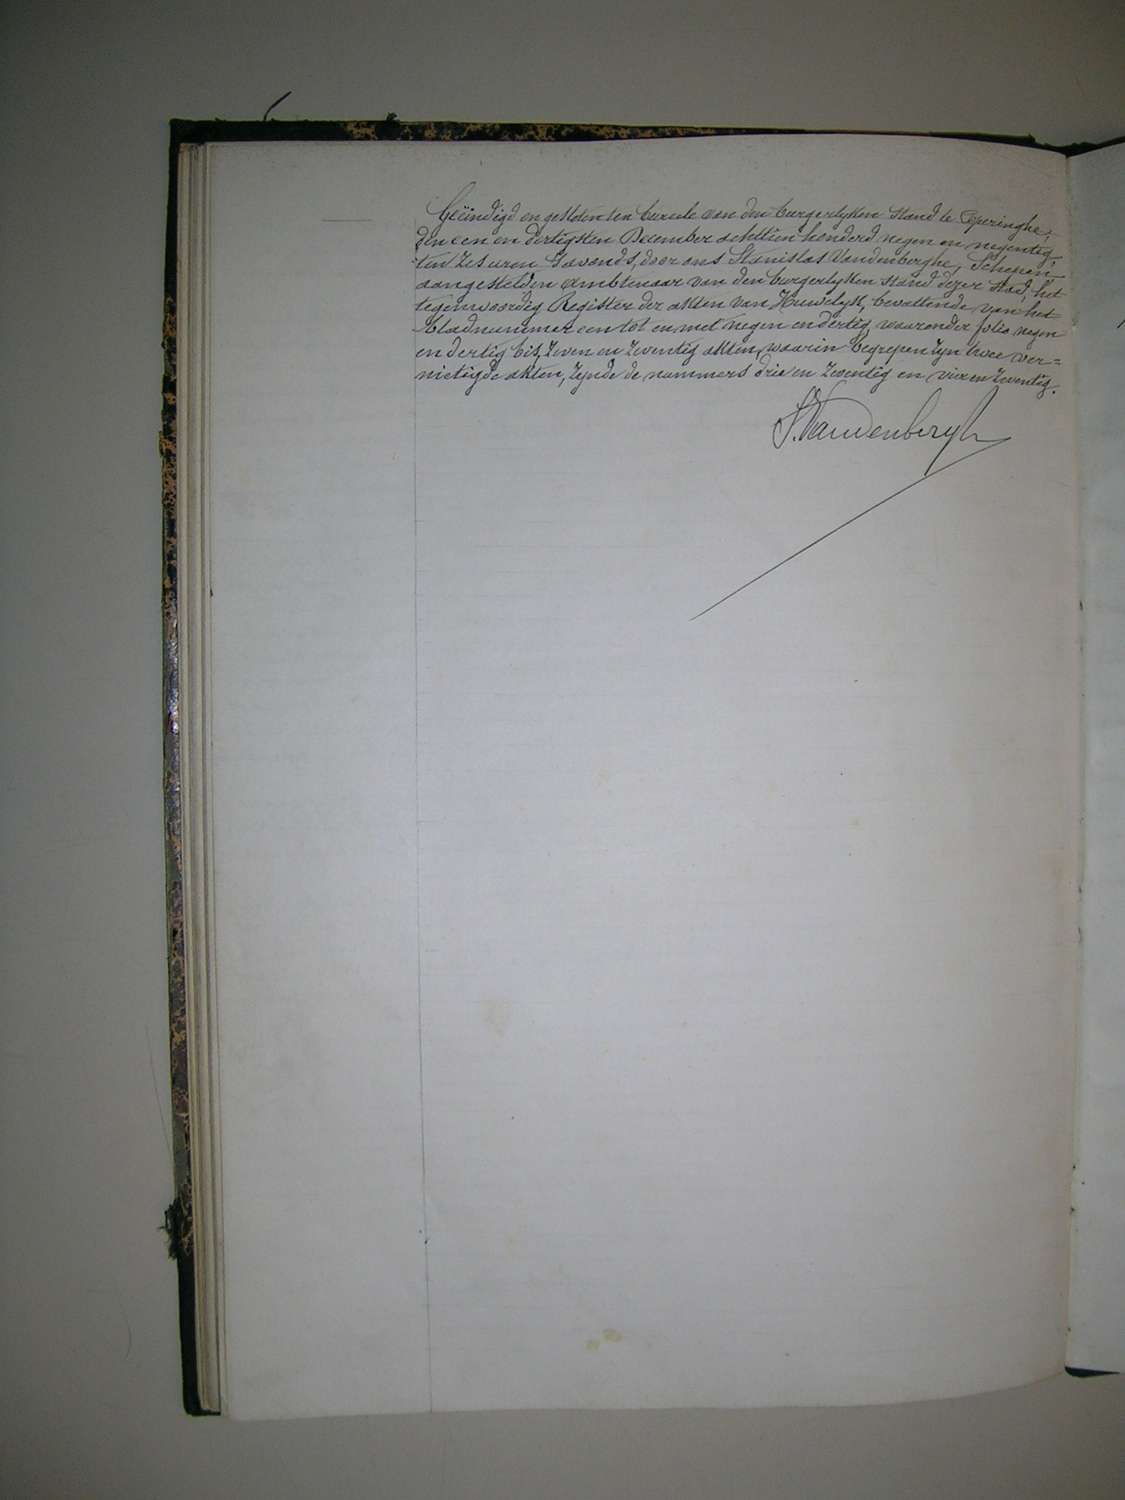 Geëindigd en gesloten ten bureele van den burgerlyken stand te Poperinghe,
den een en dertigsten December achttien honderd negen en negentig,
ten zes uren 's avonds, door ons Stanislas Vandenberghe, Schepen,
aangestelden ambtenaar van den burgerlyken stand dezer stad, het
tegenwoordig Register der akten van Huwelyk, bevattende van het
bladnummer een tot en met negen en dertig, waaronder folio negen
en dertig bis, zeven en zeventig akten, waarin begrepen zyn twee ver=
nietigde akten, zynde de nummers drie en zeventig en vier en zeventig.
S. Vandenbergh